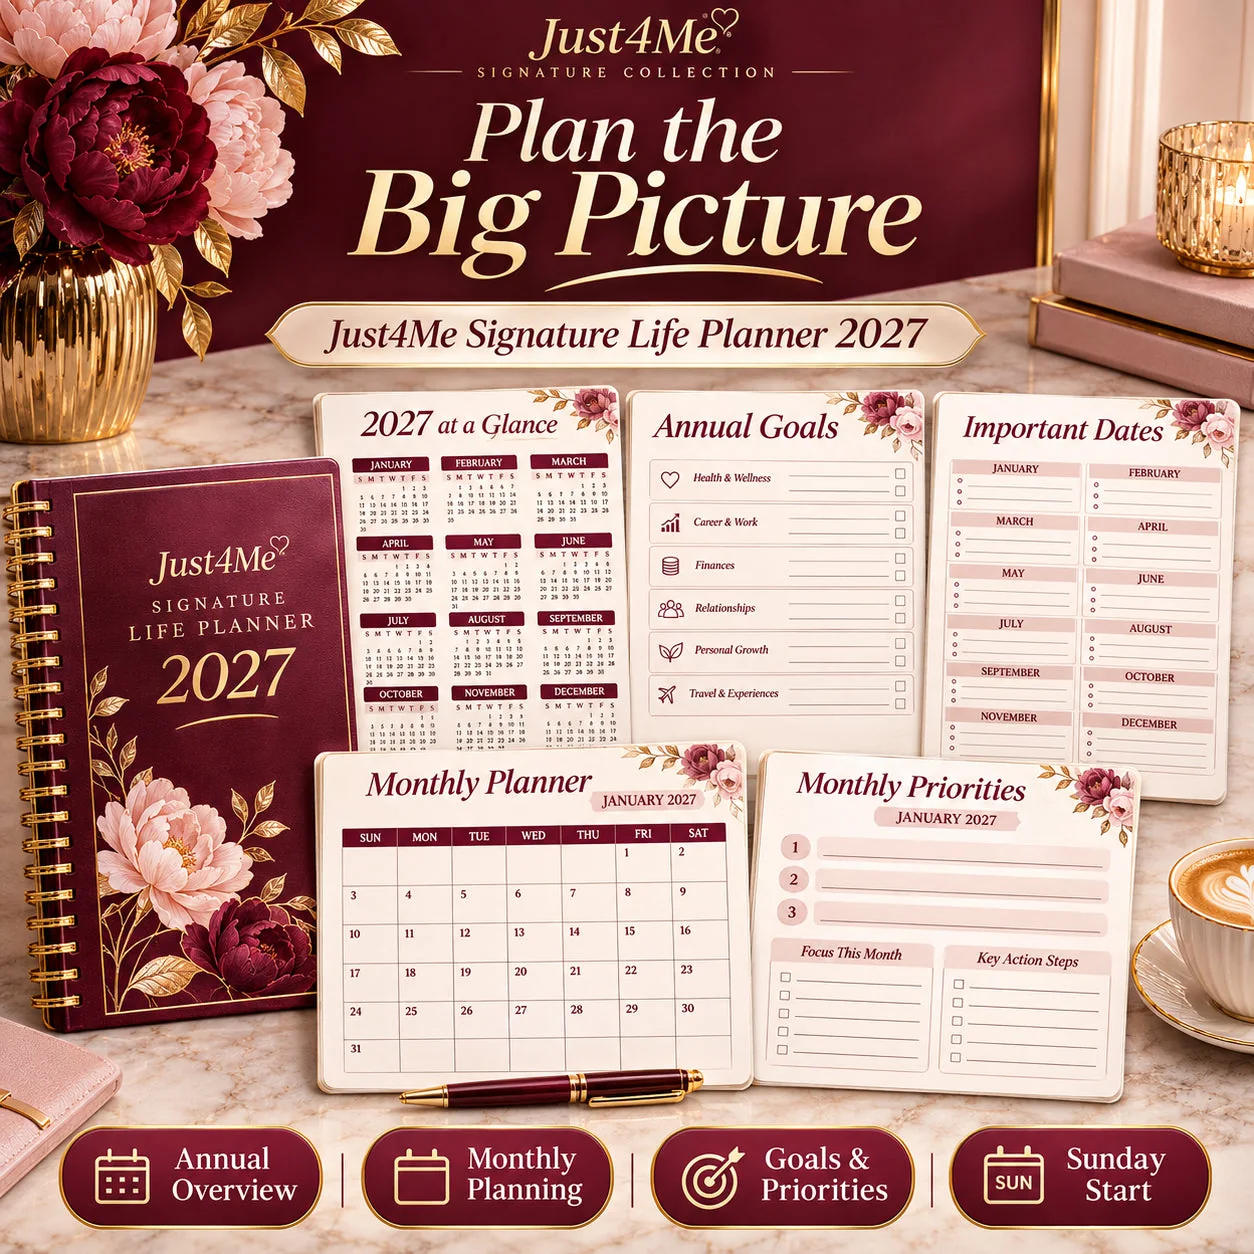 Just4Me
SIGNATURE COLLECTION
Plan the
Big Picture
Just4Me Signature Life Planner 2027
Just4Me
SIGNATURE
LIFE PLANNER
2027
2027 at a Glance
JANUARY
FEBRUARY
MARCH
S M T W T F S
S M T W T F S
S M T W T F S
APRIL
MAY
JUNE
S M T W T F S
S M T W T F S
S M T W T F S
JULY
AUGUST
SEPTEMBER
S M T W T F S
S M T W T F S
S M T W T F S
OCTOBER
NOVEMBER
DECEMBER
S M T W T F S
S M T W T F S
S M T W T F S
Annual Goals
Health & Wellness
Career & Work
Finances
Relationships
Personal Growth
Travel & Experiences
Important Dates
JANUARY
FEBRUARY
MARCH
APRIL
MAY
JUNE
JULY
AUGUST
SEPTEMBER
OCTOBER
NOVEMBER
DECEMBER
Monthly Planner
JANUARY 2027
SUN MON TUE WED THU FRI SAT
1 2
3 4 5 6 7 8 9
10 11 12 13 14 15 16
17 18 19 20 21 22 23
24 25 26 27 28 29 30
31
Monthly Priorities
JANUARY 2027
1
2
3
Focus This Month
Key Action Steps
Annual
Overview
Monthly
Planning
Goals &
Priorities
SUN
Sunday
Start